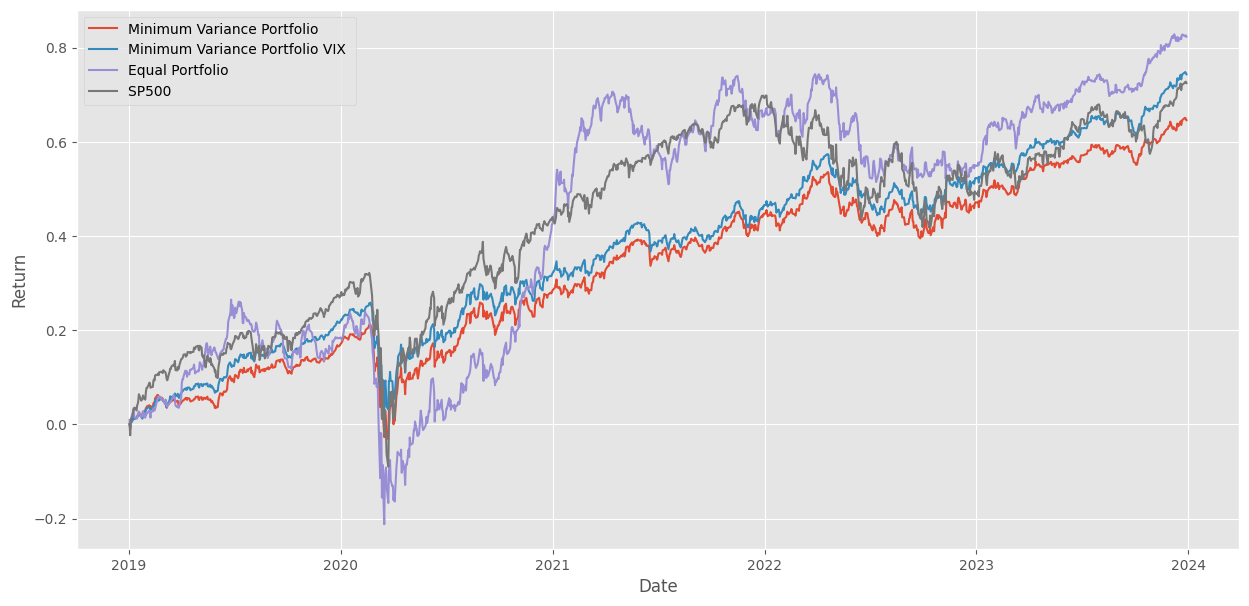 Minimum Variance Portfolio
Minimum Variance Portfolio VIX
Equal Portfolio
SP500
Return
0.8
0.6
0.4
0.2
0.0
−0.2
2019 2020 2021 2022 2023 2024
Date